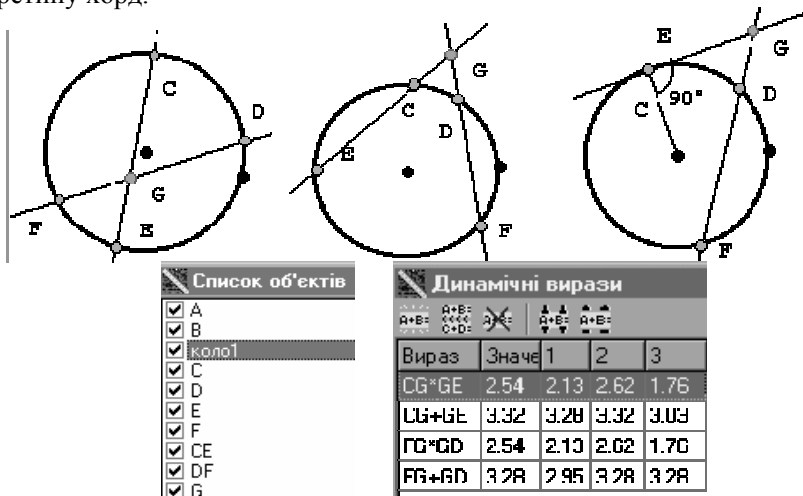 ретину хорд.
C
D
G
F
E
G
C
D
E
F
E
G
C 90° D
F
Список об'єктів
A
B
коло1
C
D
E
F
CE
DF
G
Динамічні вирази
Вираз Значе 1 2 3
CG*GE 2.54 2.13 2.62 1.76
CG+GE 3.32 3.28 3.32 3.03
FG*GD 2.54 2.13 2.62 1.76
FG+GD 3.28 2.95 3.28 3.28